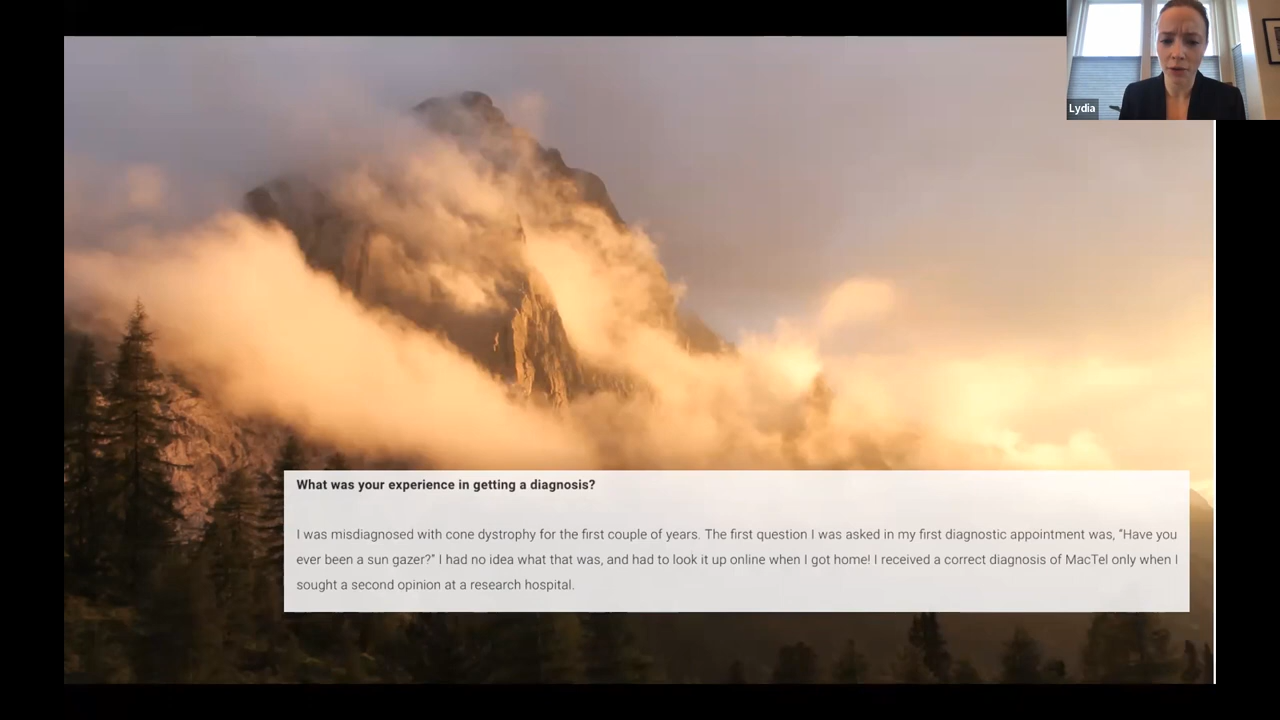 Lydia
What was your experience in getting a diagnosis?
I was misdiagnosed with cone dystrophy for the first couple of years. The first question I was asked in my first diagnostic appointment was, “Have you
ever been a sun gazer?” I had no idea what that was, and had to look it up online when I got home! I received a correct diagnosis of MacTel only when I
sought a second opinion at a research hospital.